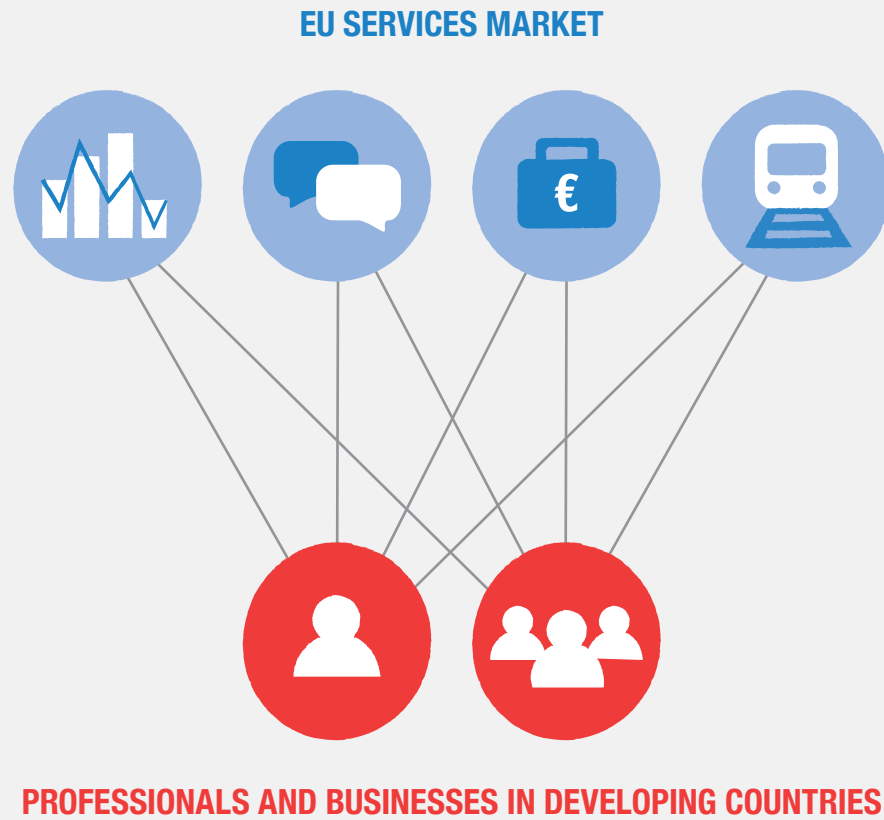 EU SERVICES MARKET
€
PROFESSIONALS AND BUSINESSES IN DEVELOPING COUNTRIES